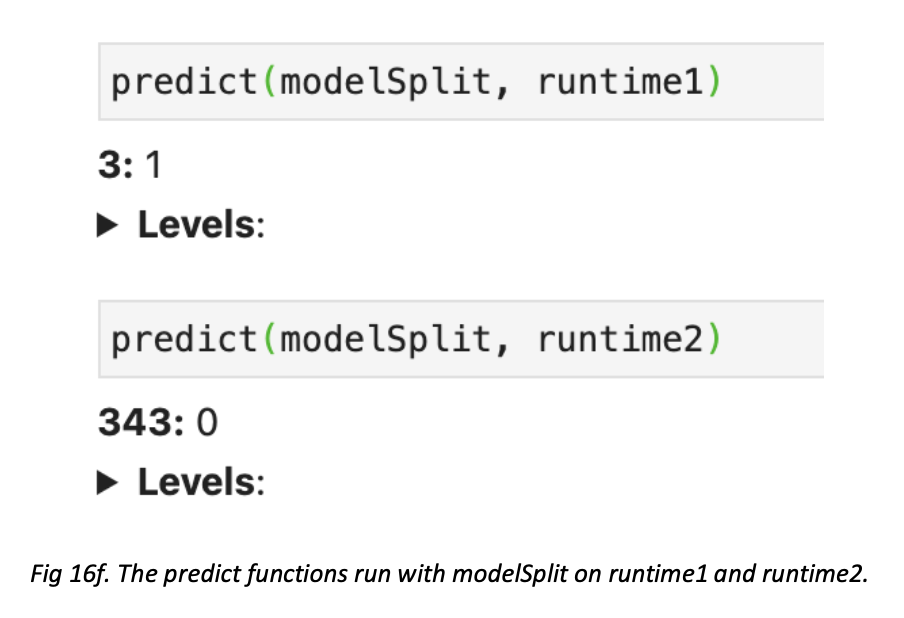 predict(modelSplit, runtime1)
3: 1
▶ Levels:
predict(modelSplit, runtime2)
343: 0
▶ Levels:
Fig 16f. The predict functions run with modelSplit on runtime1 and runtime2.